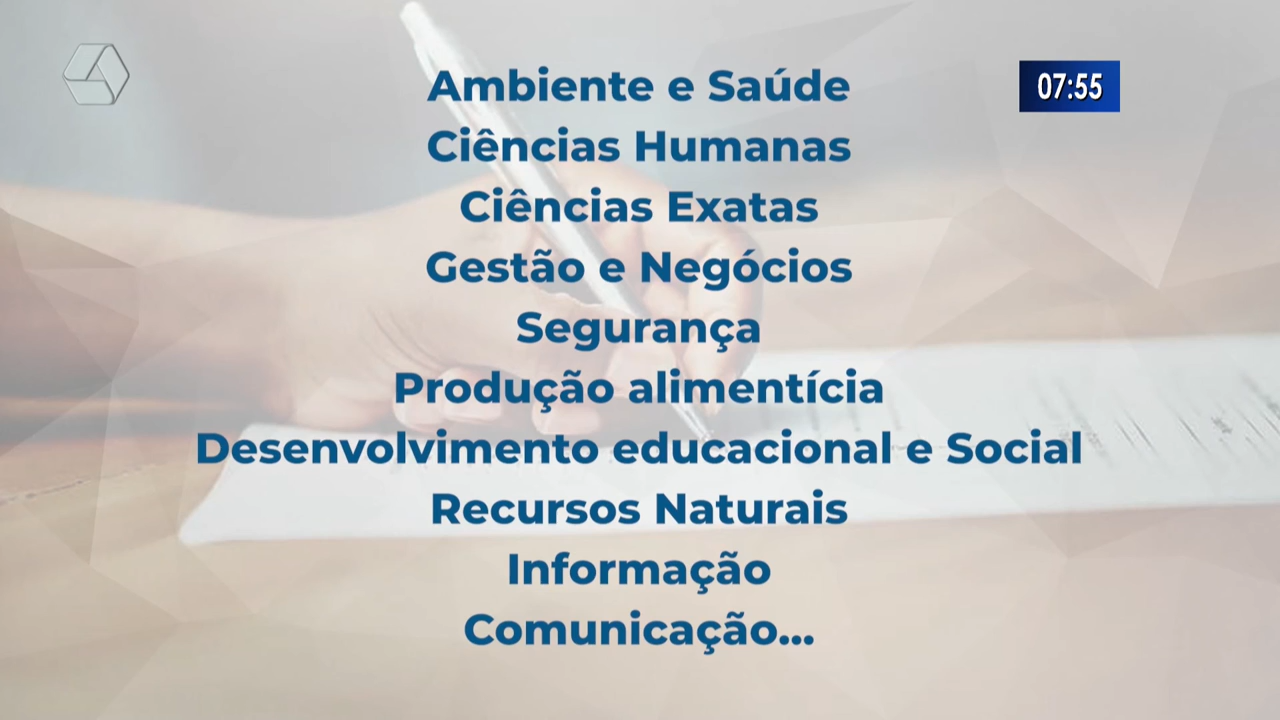 07:55
Ambiente e Saúde
Ciências Humanas
Ciências Exatas
Gestão e Negócios
Segurança
Produção alimentícia
Desenvolvimento educacional e Social
Recursos Naturais
Informação
Comunicação...